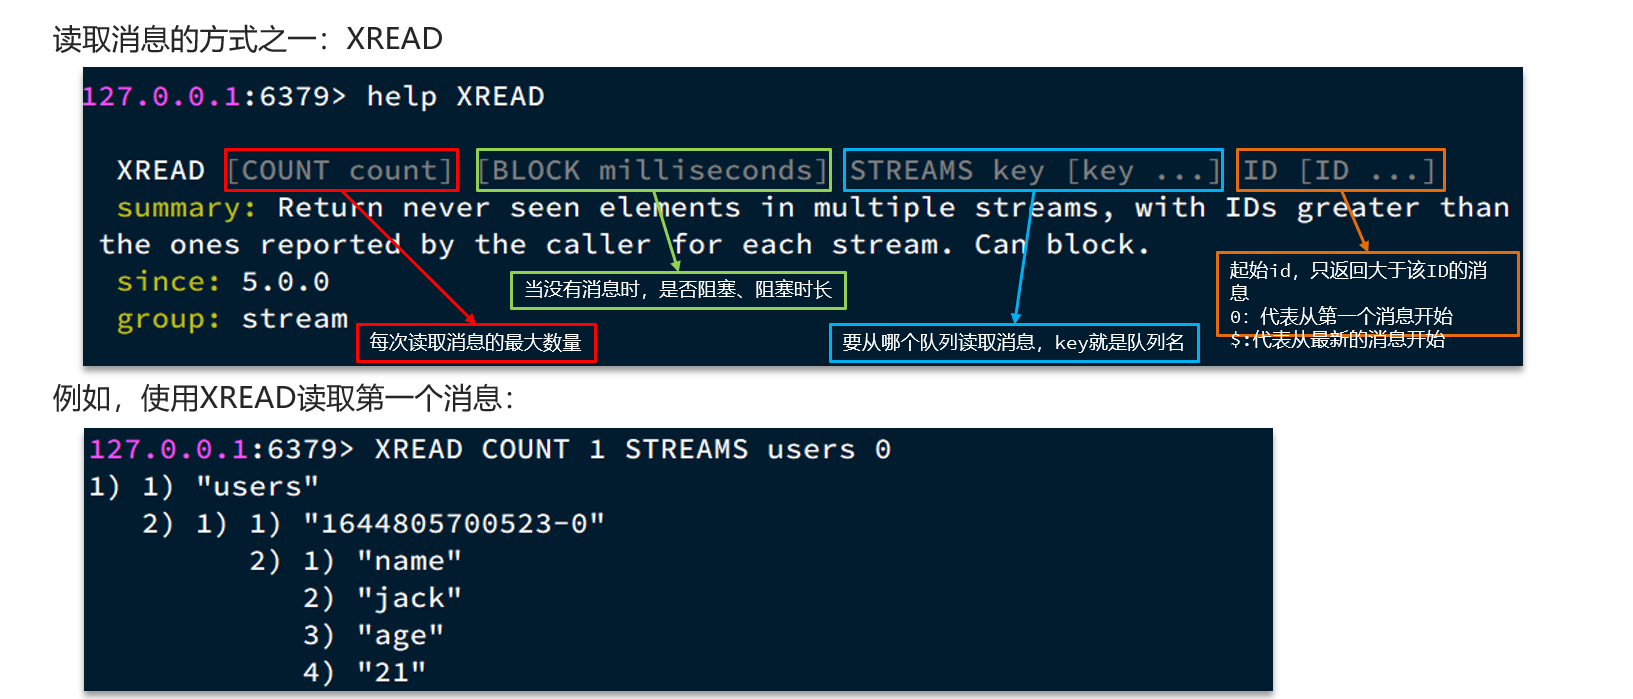 读取消息的方式之一：XREAD
127.0.0.1:6379> help XREAD
XREAD [COUNT count] [BLOCK milliseconds] STREAMS key [key ...] ID [ID ...]
summary: Return never seen elements in multiple streams, with IDs greater than
the ones reported by the caller for each stream. Can block.
since: 5.0.0
group: stream
每次读取消息的最大数量
当没有消息时，是否阻塞、阻塞时长
要从哪个队列读取消息，key就是队列名
起始id，只返回大于该ID的消
息
0：代表从第一个消息开始
$:代表从最新的消息开始
例如，使用XREAD读取第一个消息：
127.0.0.1:6379> XREAD COUNT 1 STREAMS users 0
1) 1) "users"
2) 1) 1) "1644805700523-0"
2) 1) "name"
2) "jack"
3) "age"
4) "21"